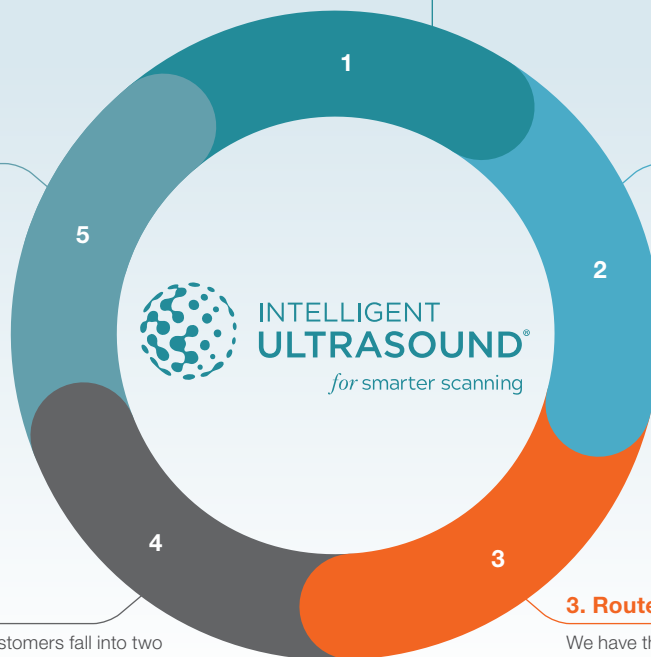 1
5
2
INTELLIGENT
ULTRASOUND®
for smarter scanning
4
3
3. Route
stomers fall into two
We have th